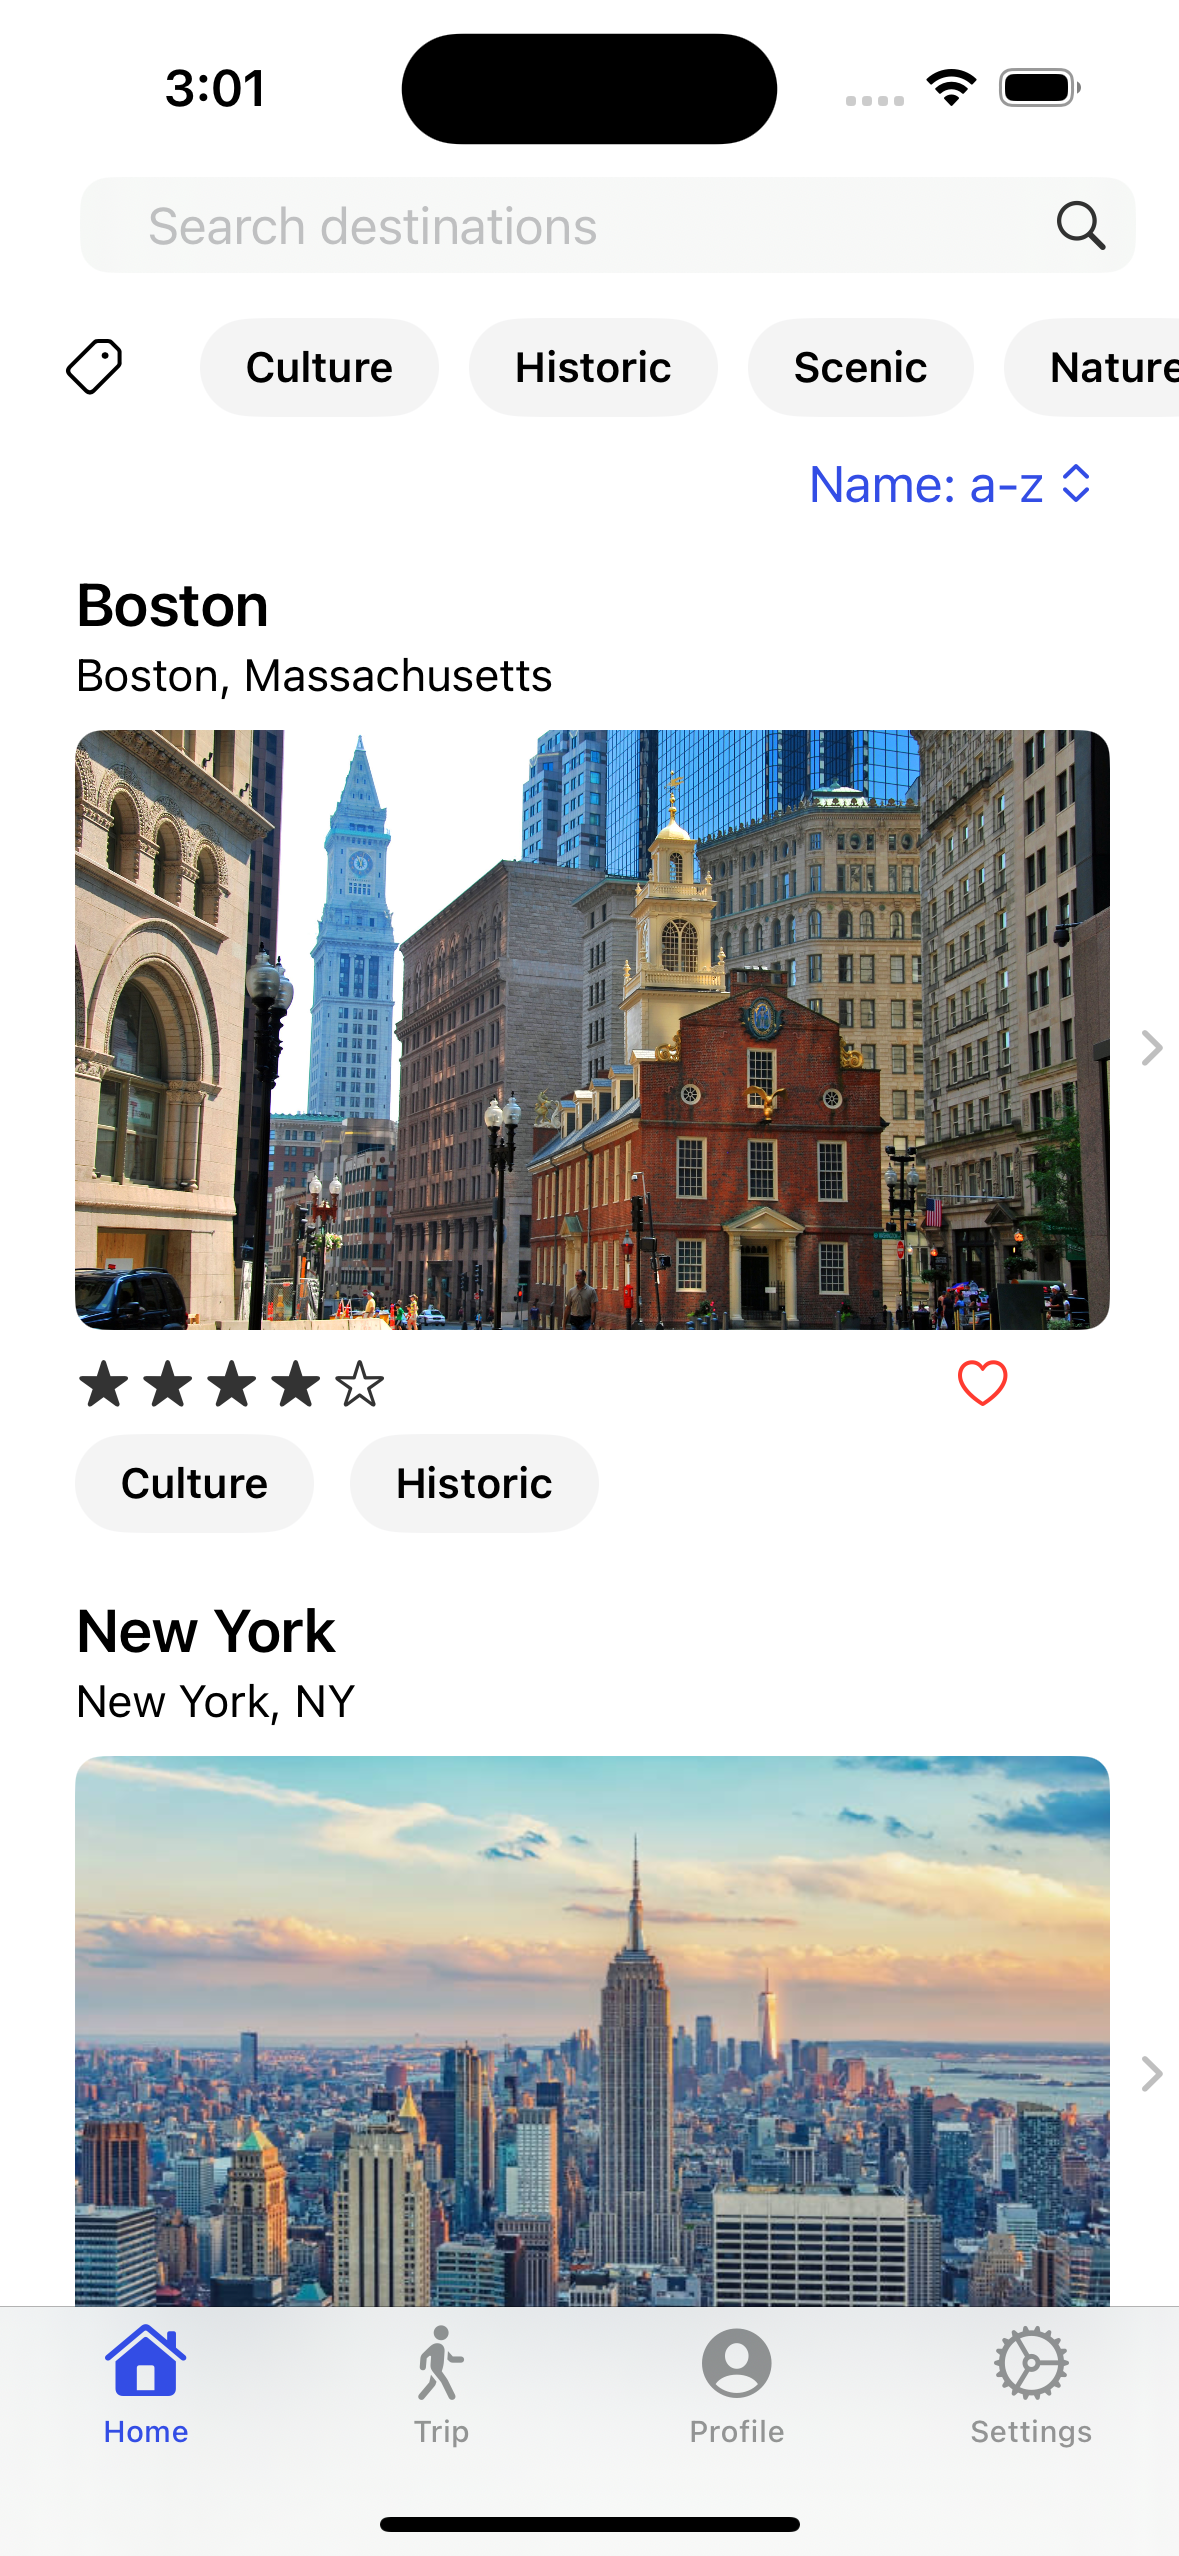 3:01
Search destinations
Culture Historic Scenic Nature
Name: a-z
Boston
Boston, Massachusetts
Culture Historic
New York
New York, NY
Home Trip Profile Settings